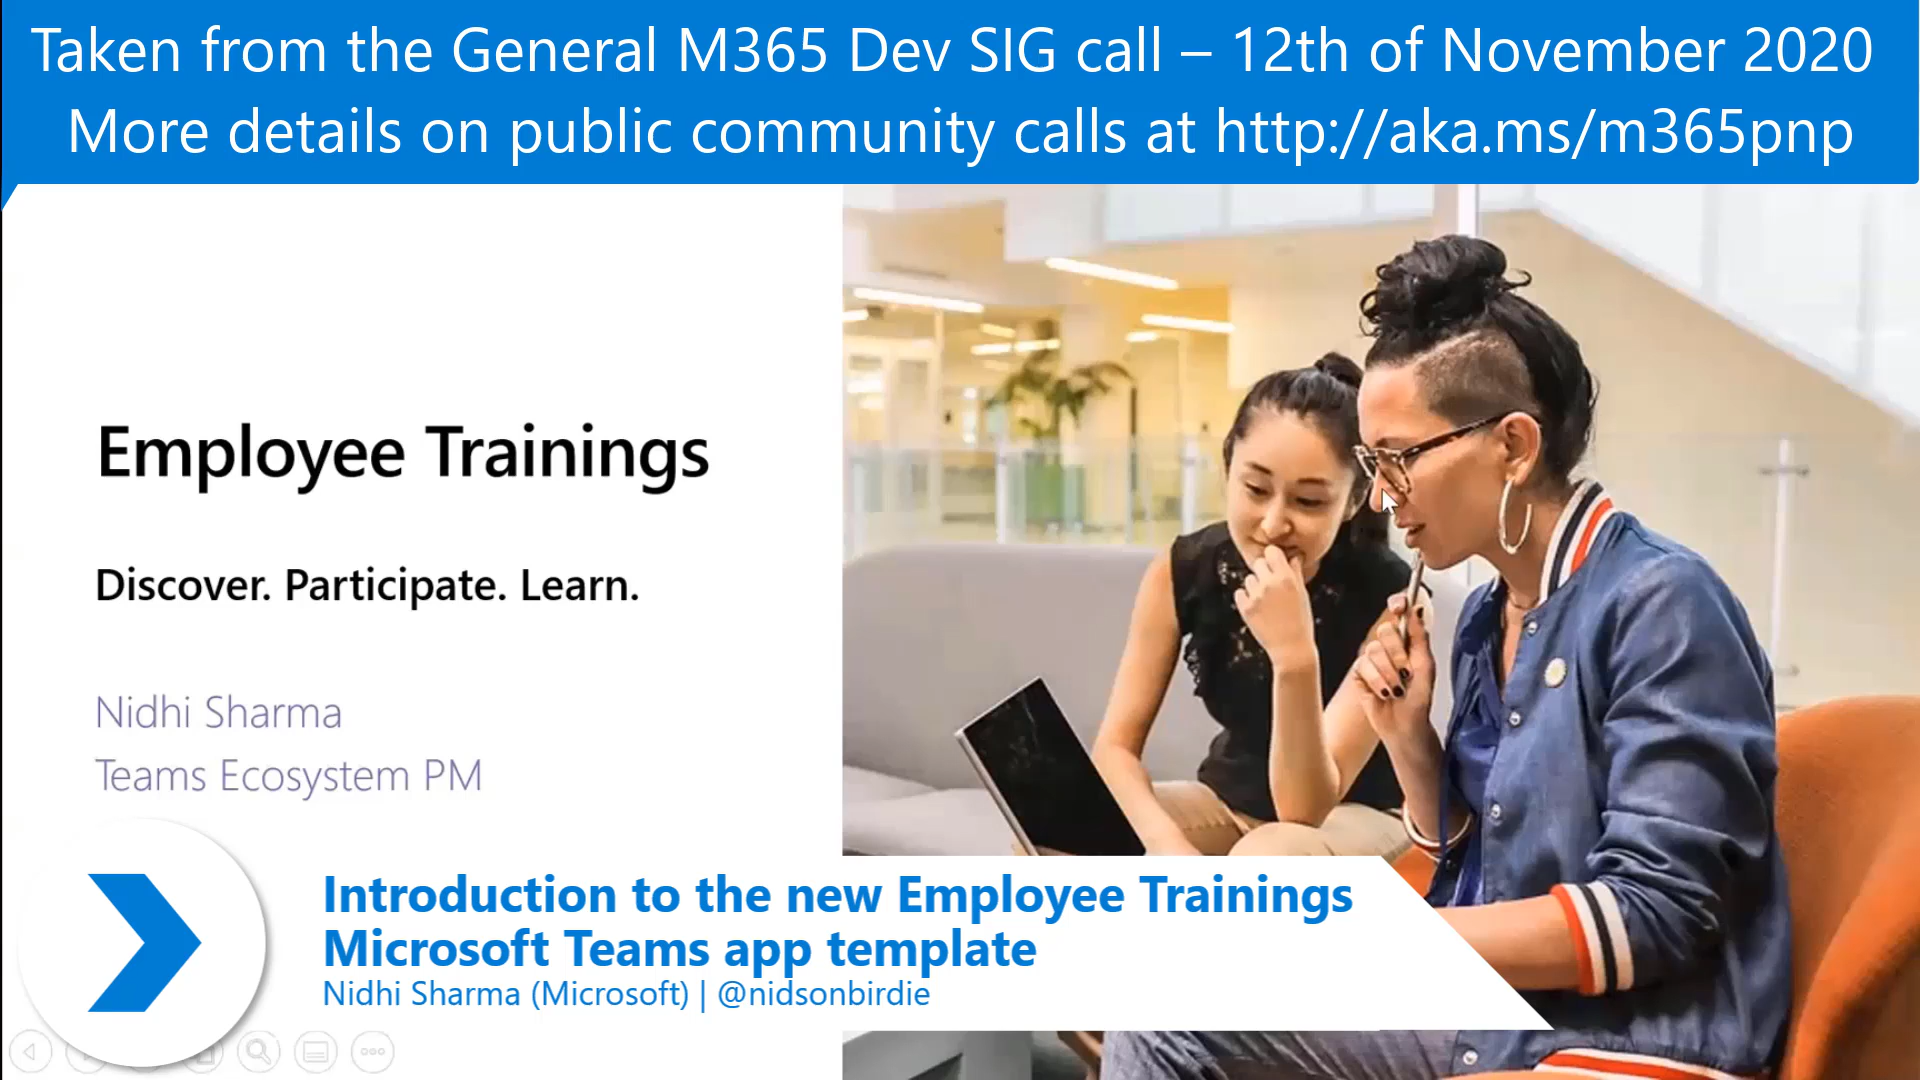 Taken from the General M365 Dev SIG call – 12th of November 2020
More details on public community calls at http://aka.ms/m365pnp
Employee Trainings
Discover. Participate. Learn.
Nidhi Sharma
Teams Ecosystem PM
Introduction to the new Employee Trainings
Microsoft Teams app template
Nidhi Sharma (Microsoft) | @nidsonbirdie